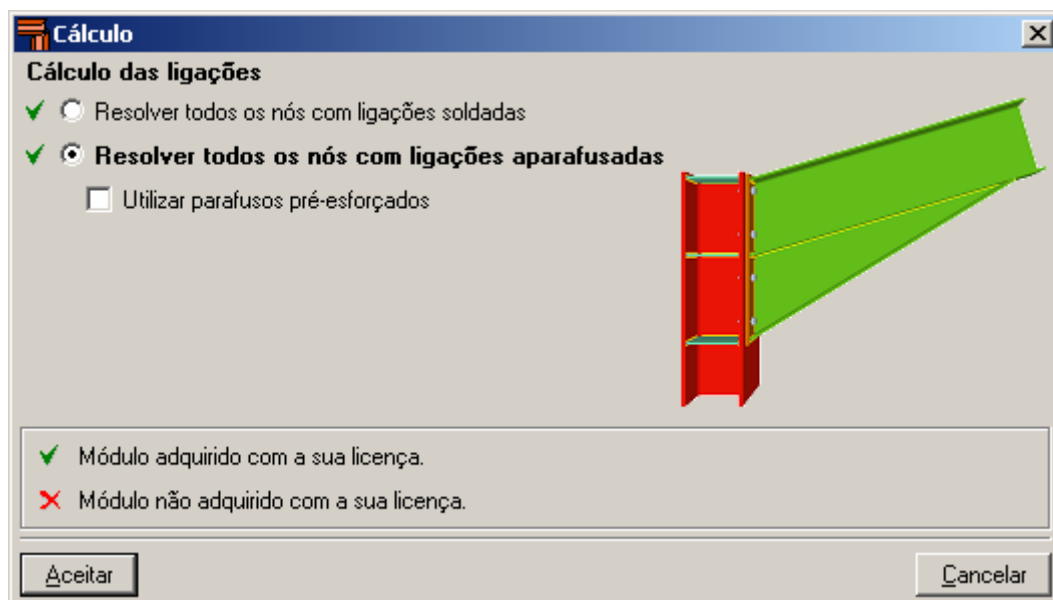 Cálculo
Cálculo das ligações
Resolver todos os nós com ligações soldadas
Resolver todos os nós com ligações aparafusadas
Utilizar parafusos pré-esforçados
Módulo adquirido com a sua licença.
Módulo não adquirido com a sua licença.
Aceitar
Cancelar